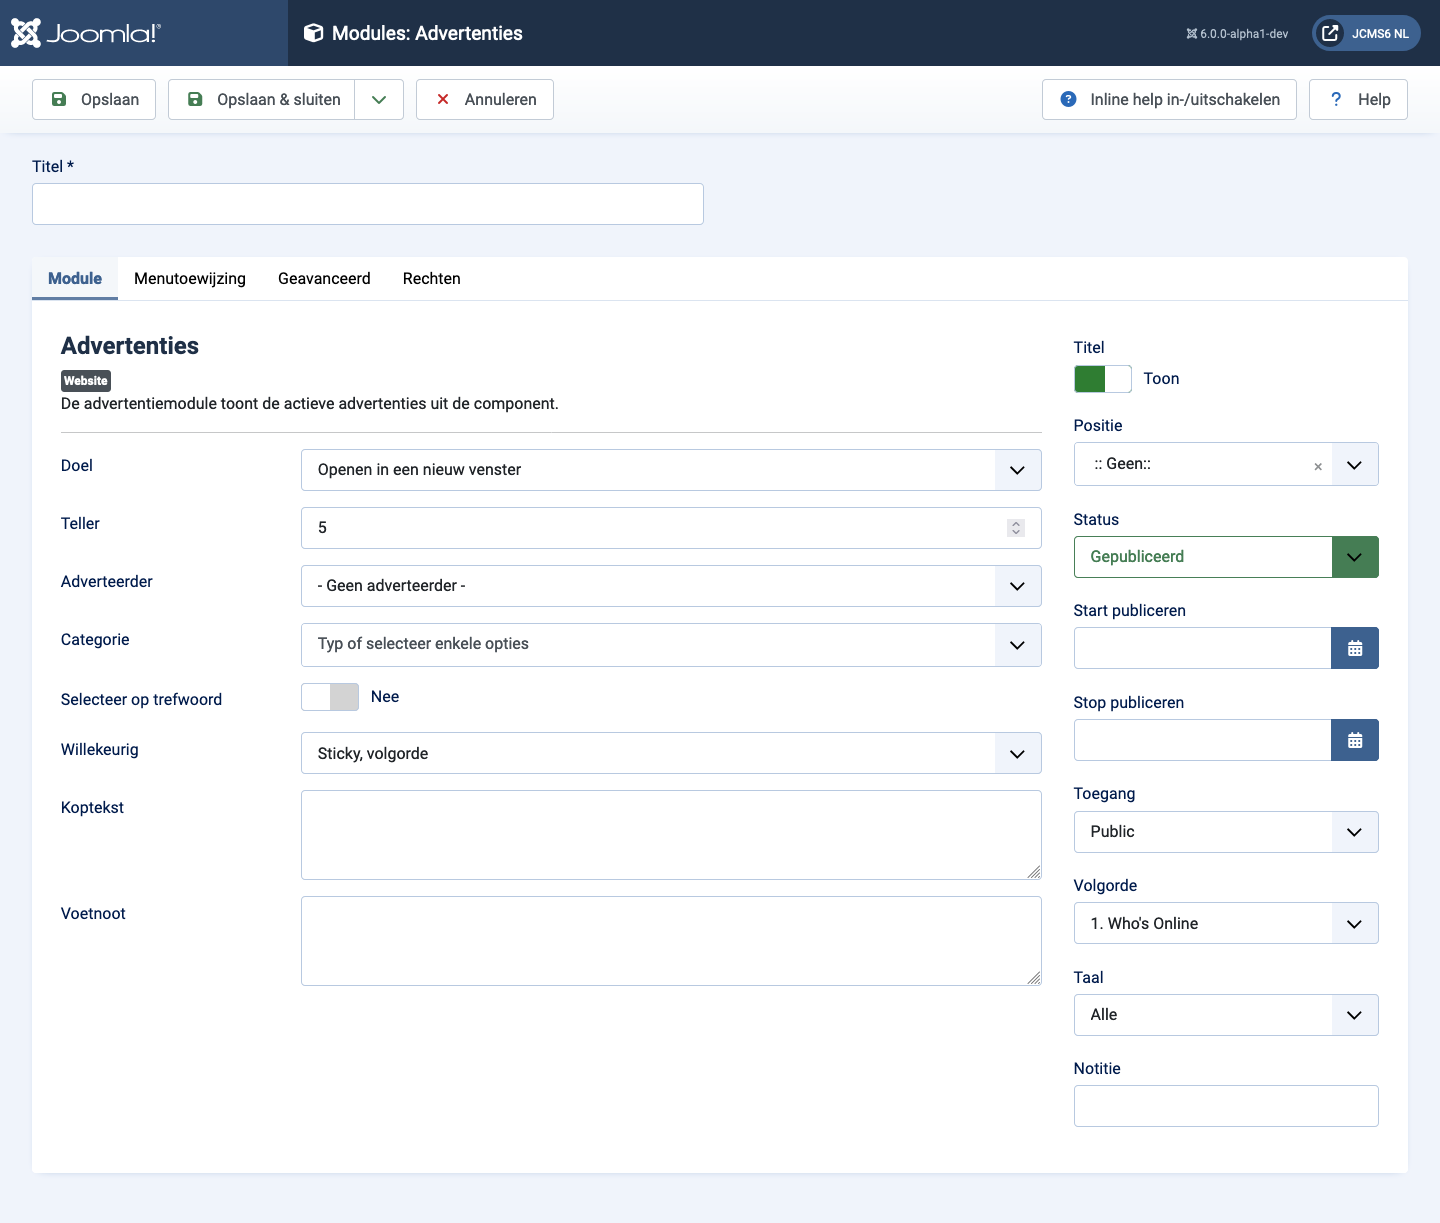 Joomla!®
Modules: Advertenties
6.0.0-alpha1-dev
JCMS6 NL
Opslaan
Opslaan & sluiten
Annuleren
Inline help in-/uitschakelen
Help
Titel *
Module
Menutoewijzing
Geavanceerd
Rechten
Advertenties
Website
De advertentiemodule toont de actieve advertenties uit de component.
Doel
Openen in een nieuw venster
Teller
5
Adverteerder
- Geen adverteerder -
Categorie
Typ of selecteer enkele opties
Selecteer op trefwoord
Nee
Willekeurig
Sticky, volgorde
Koptekst
Voetnoot
Titel
Toon
Positie
:: Geen::
Status
Gepubliceerd
Start publiceren
Stop publiceren
Toegang
Public
Volgorde
1. Who's Online
Taal
Alle
Notitie